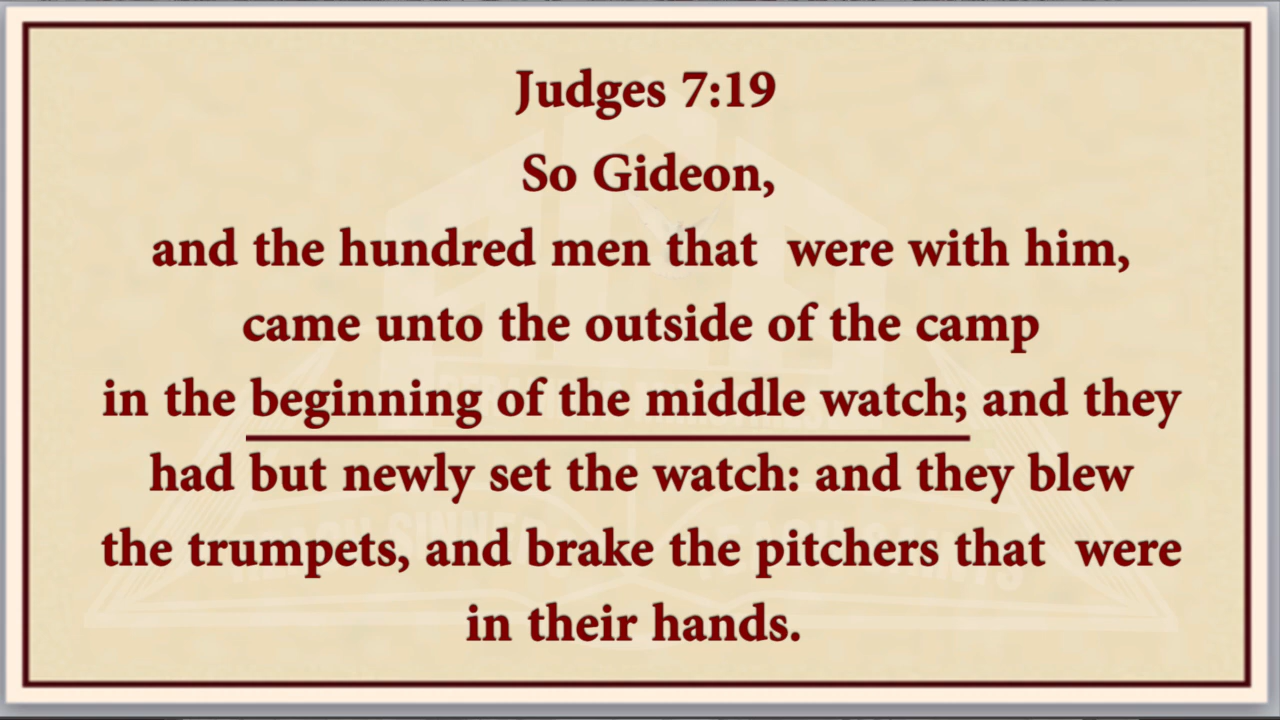 Judges 7:19
So Gideon,
and the hundred men that  were with him,
came unto the outside of the camp
in the beginning of the middle watch; and they
had but newly set the watch: and they blew
the trumpets, and brake the pitchers that  were
in their hands.